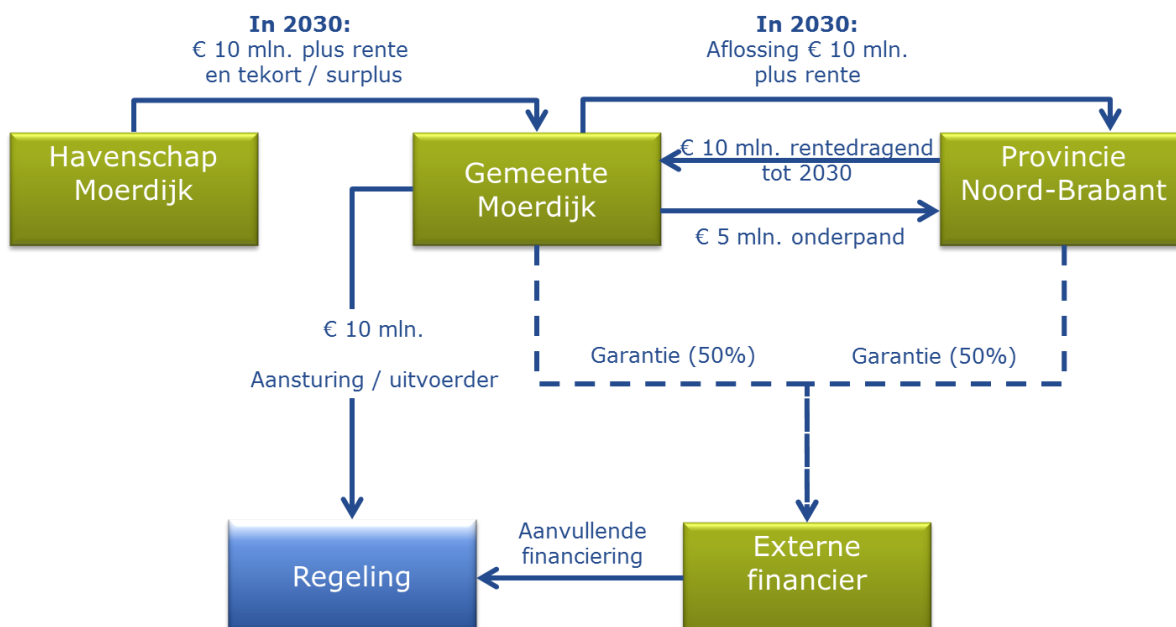 In 2030:
€ 10 mln. plus rente
en tekort / surplus
In 2030:
Aflossing € 10 mln.
plus rente
Havenschap
Moerdijk
Gemeente
Moerdijk
€ 10 mln. rentedragend
tot 2030
€ 5 mln. onderpand
Provincie
Noord-Brabant
€ 10 mln.
Aansturing / uitvoerder
Garantie (50%)
Garantie (50%)
Regeling
Aanvullende
financiering
Externe
financier